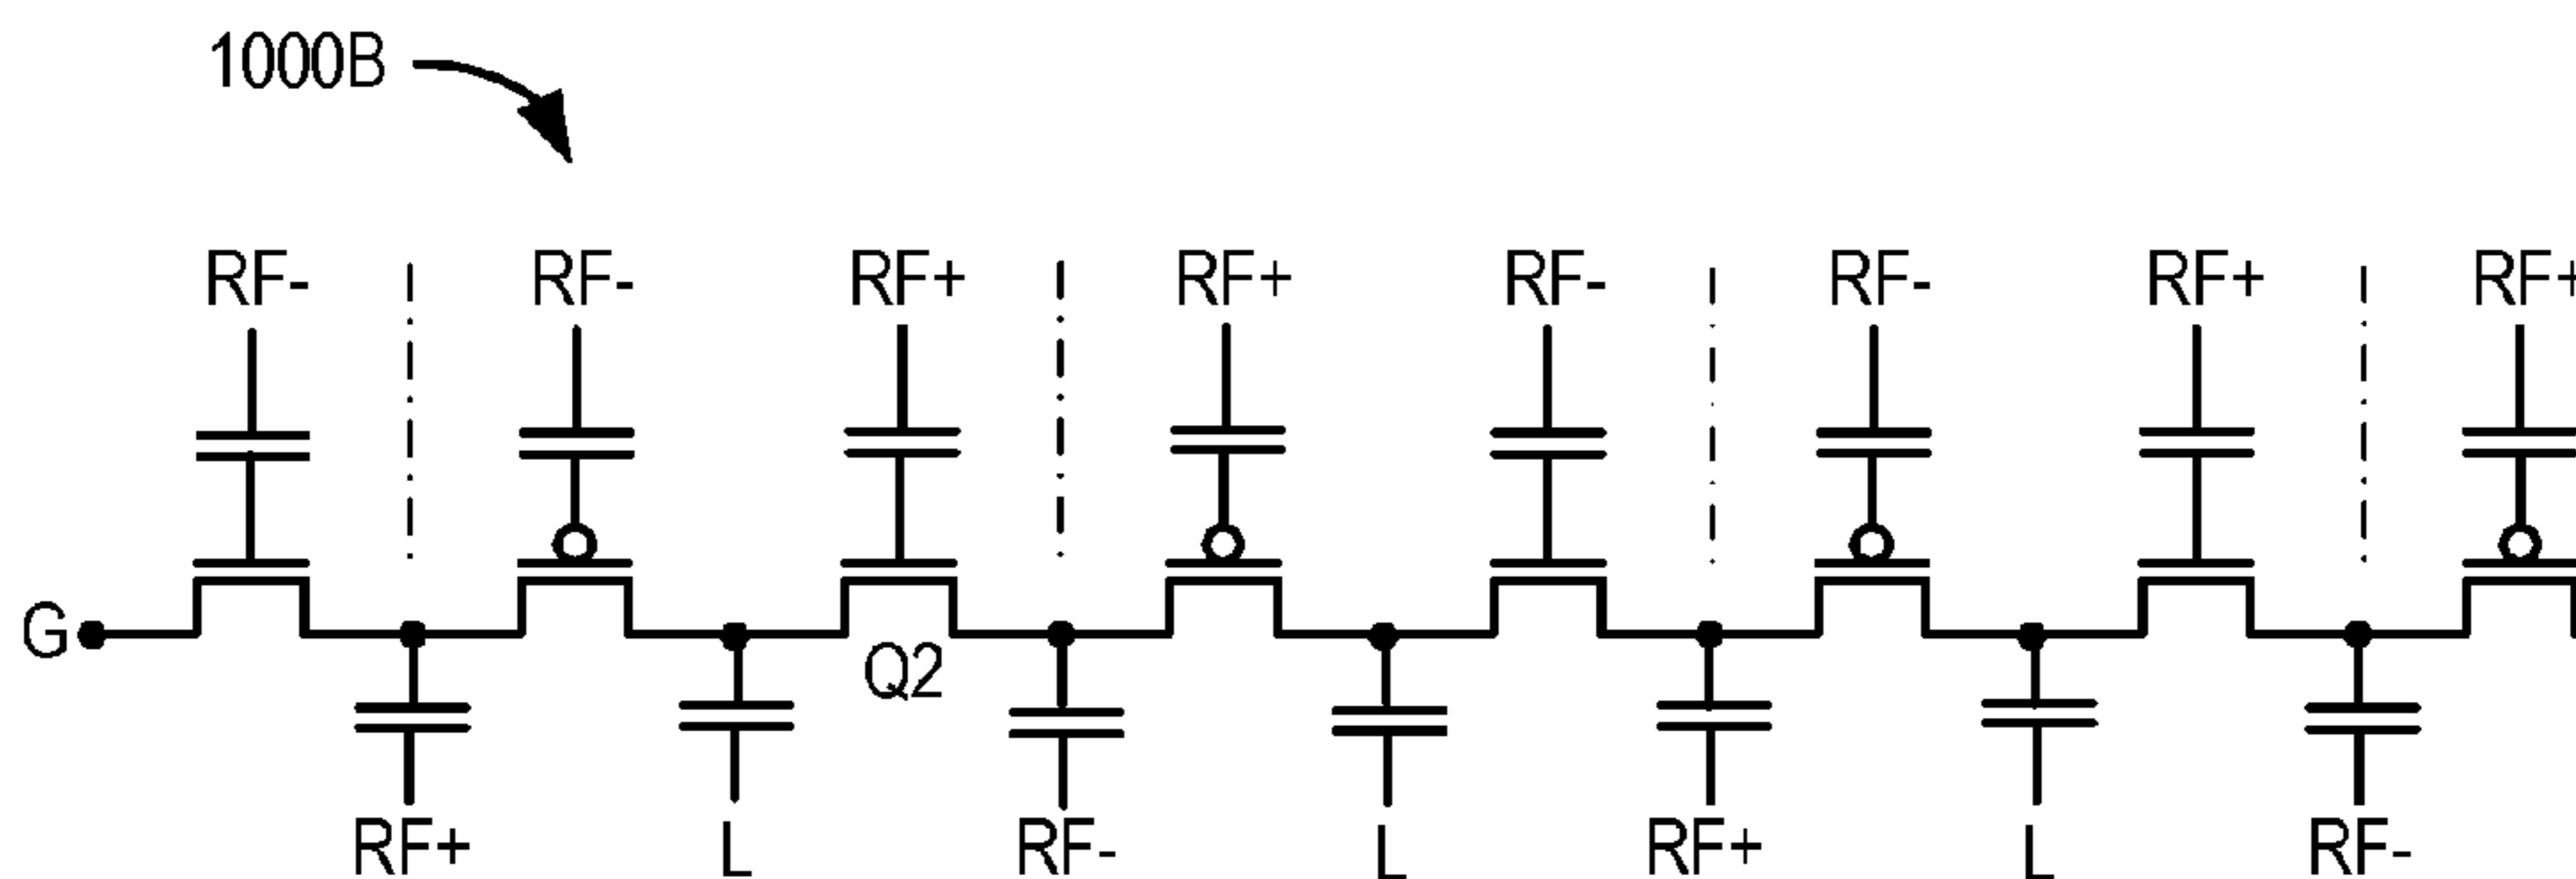 1000B
RF- RF- RF+ RF+ RF- RF- RF+ RF+
G
Q2
RF+ L RF- L RF+ L RF-